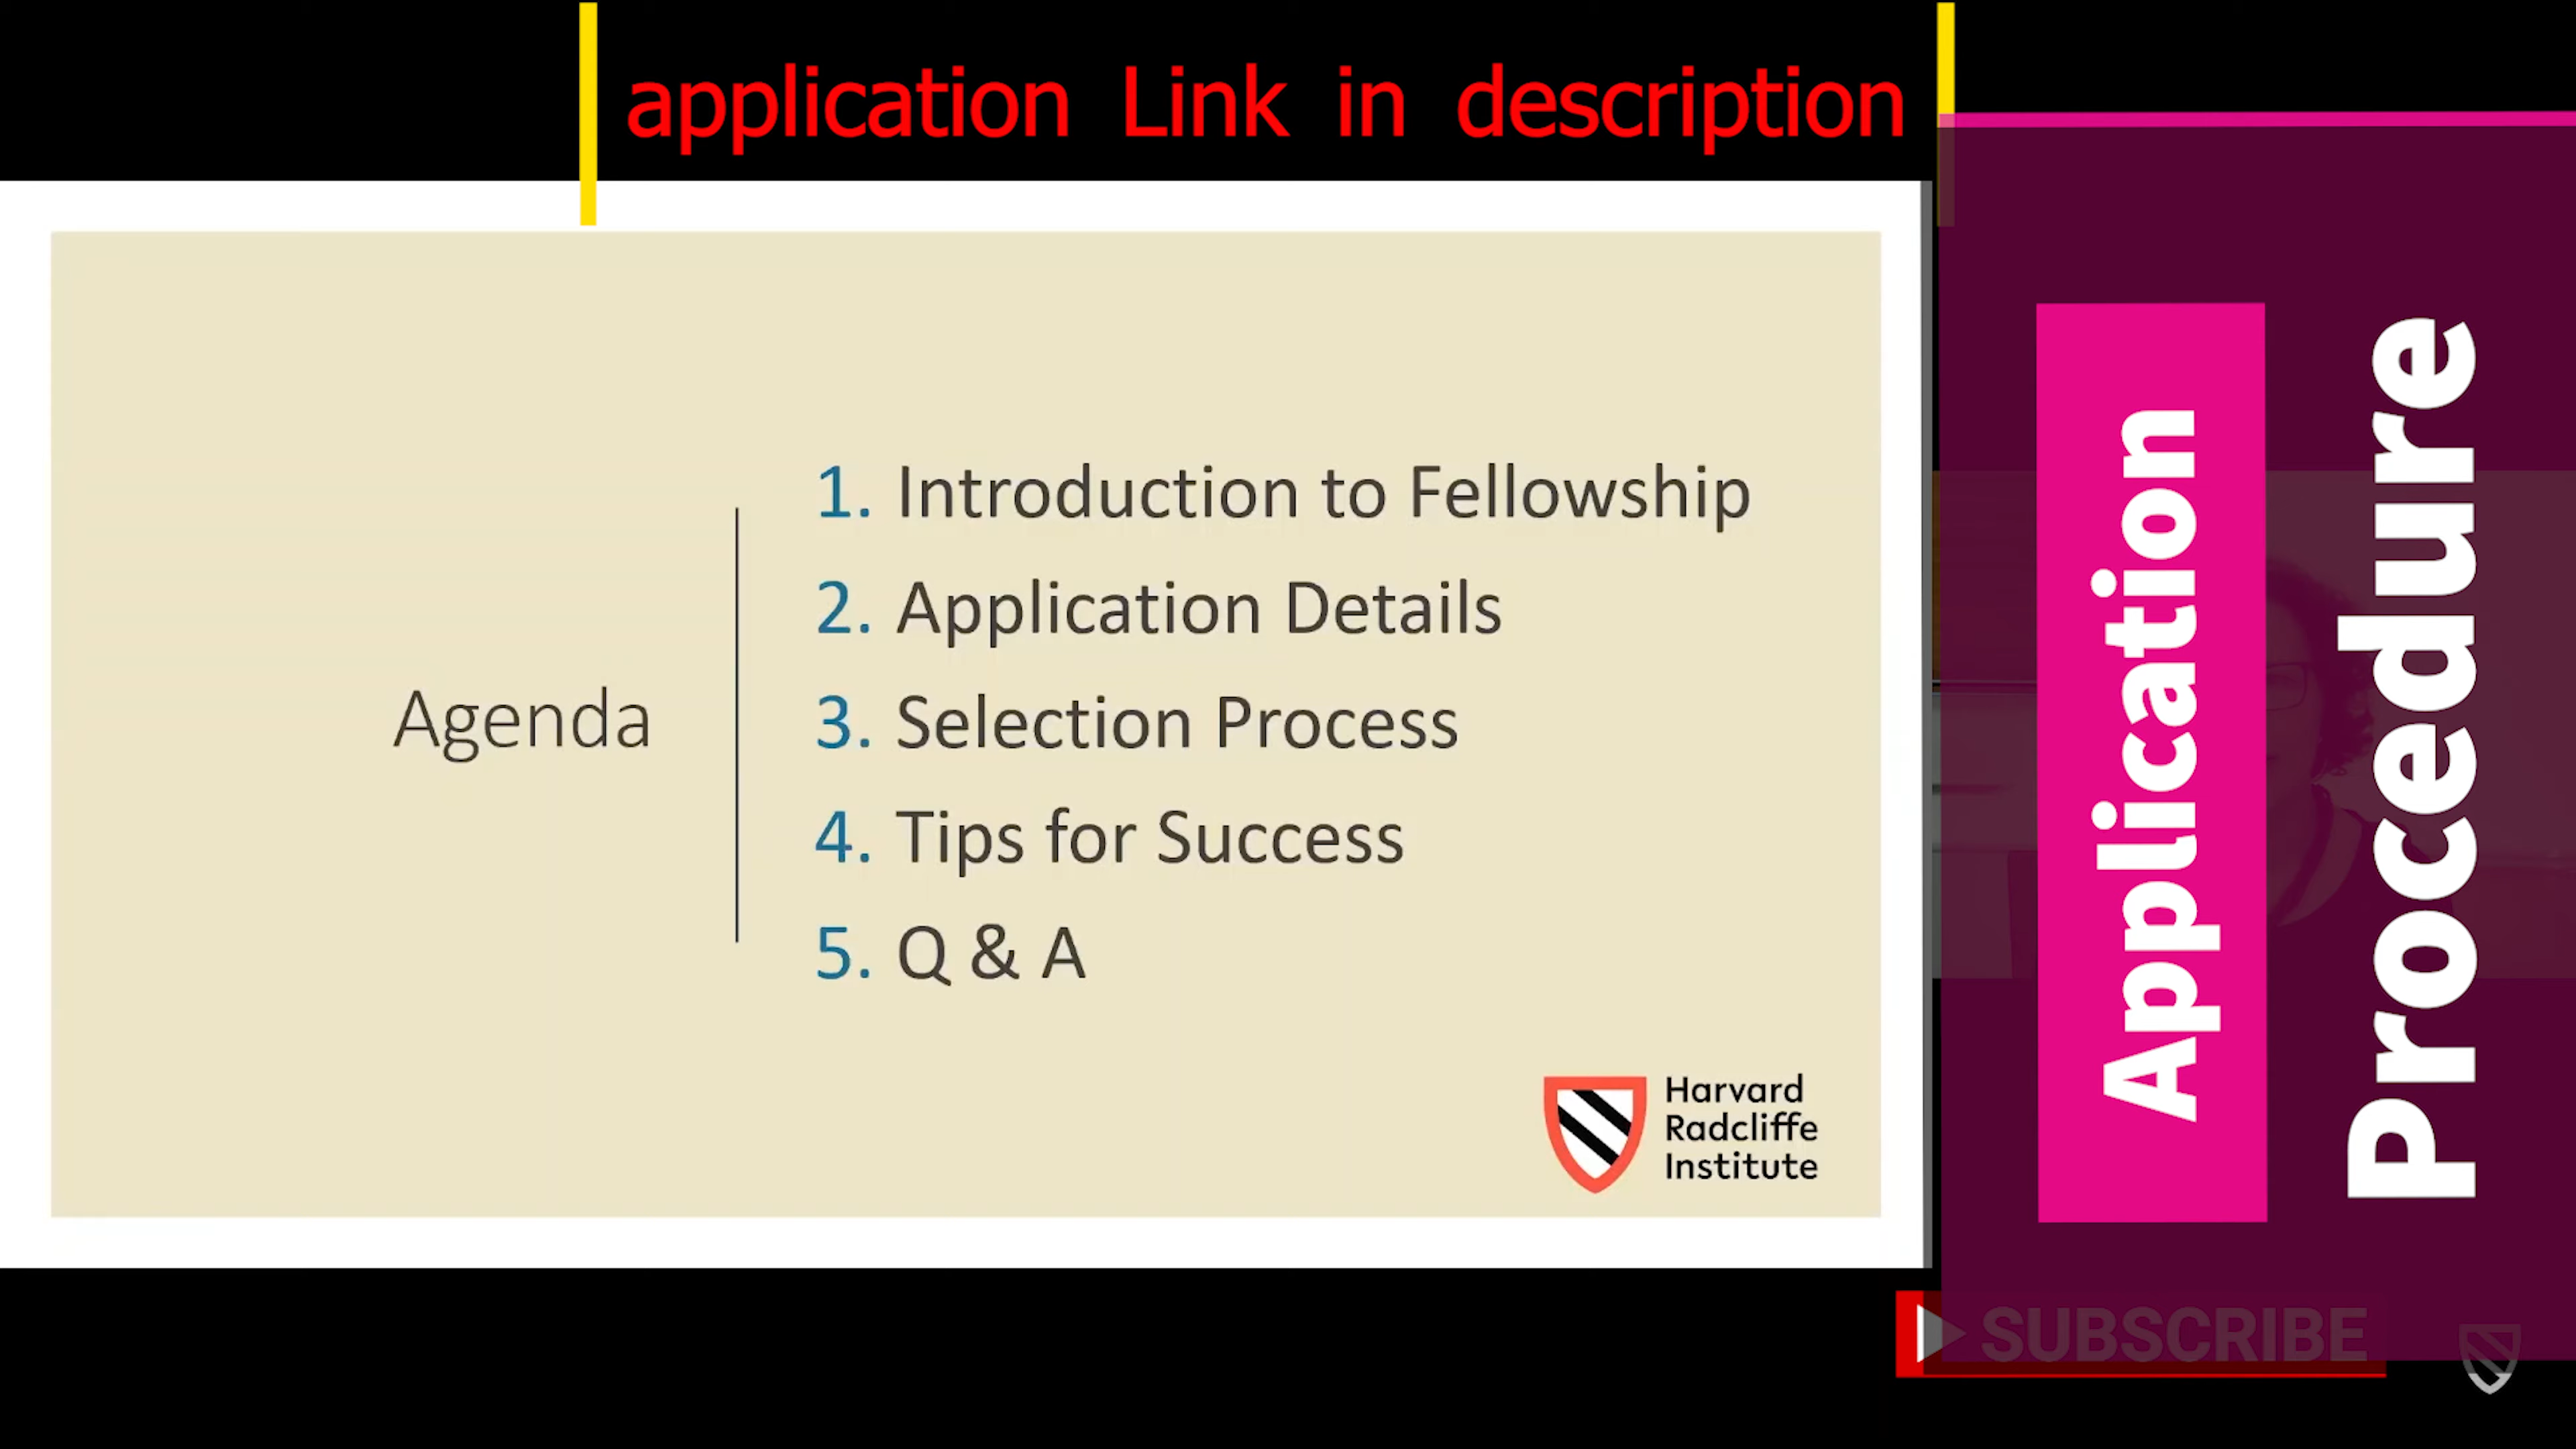 application Link in description
Agenda
1. Introduction to Fellowship
2. Application Details
3. Selection Process
4. Tips for Success
5. Q & A
Harvard
Radcliffe
Institute
Application
Procedure
SUBSCRIBE